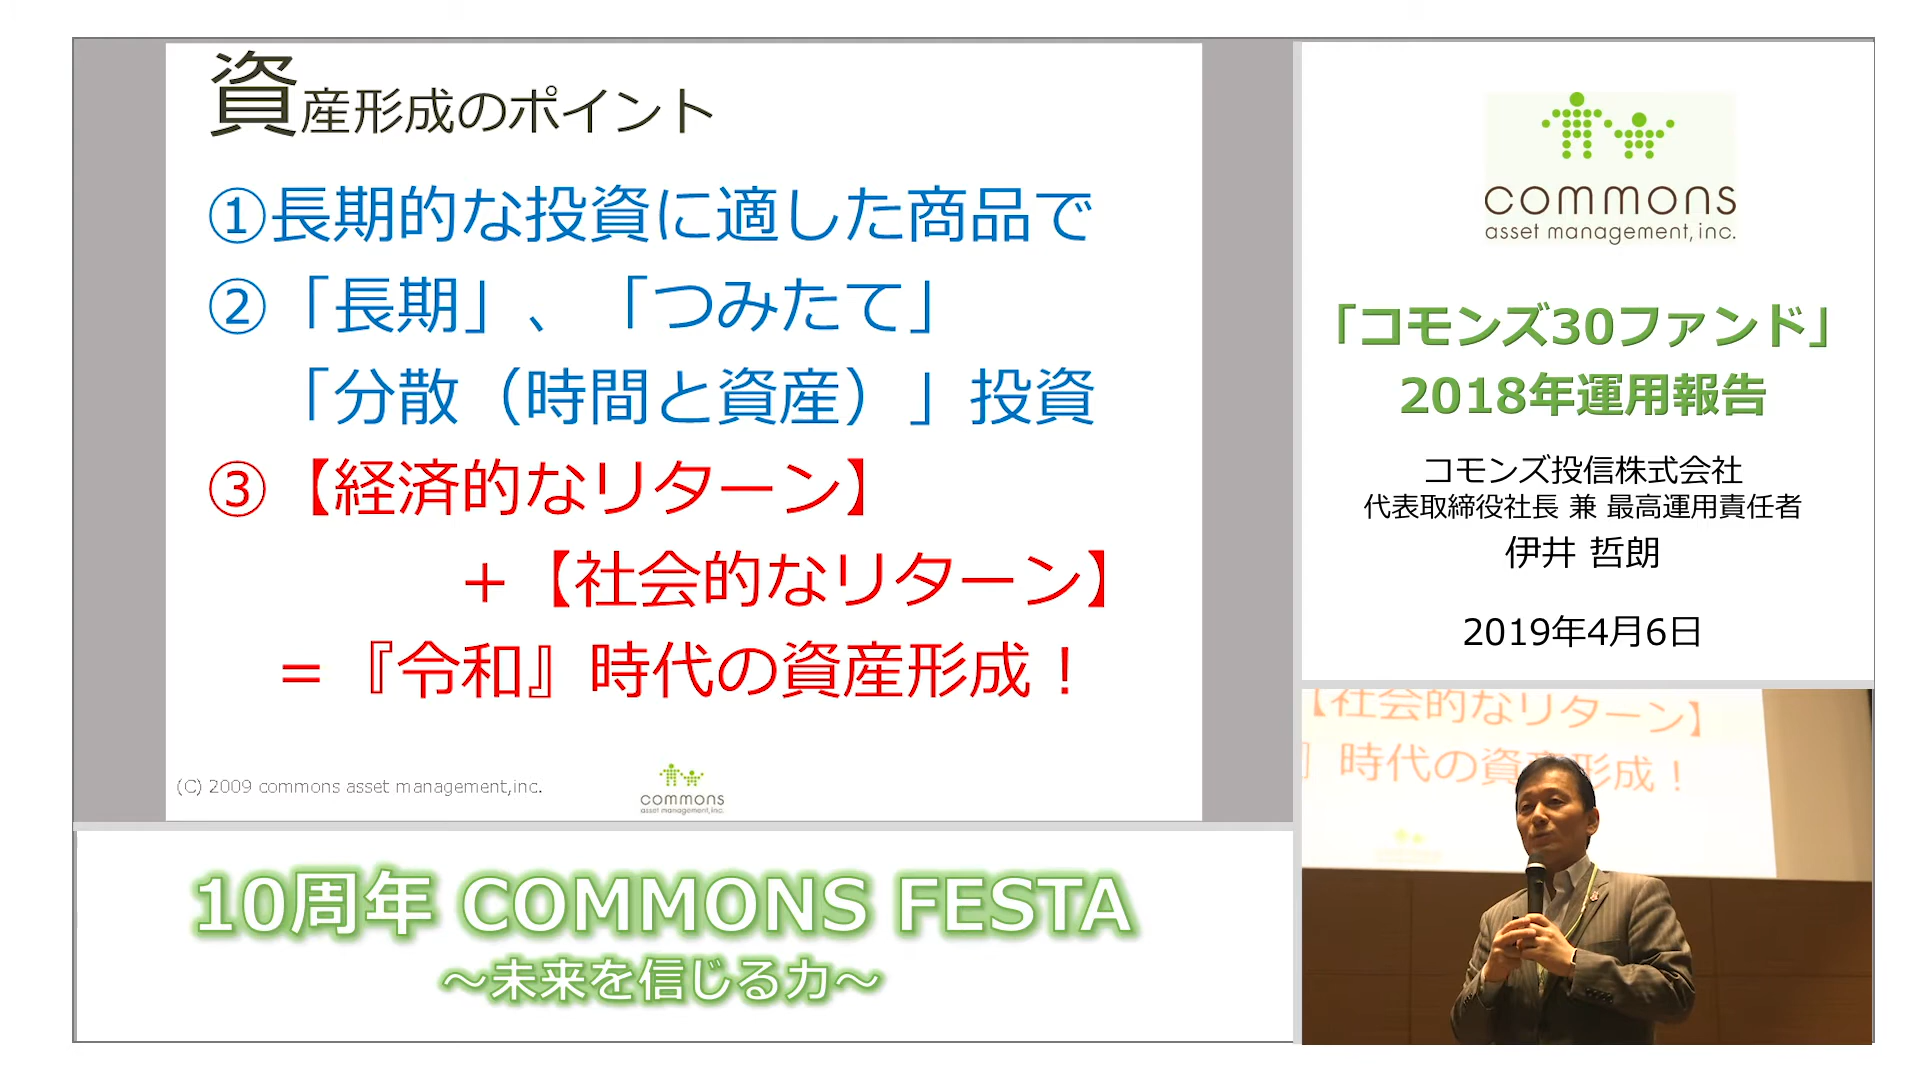 資産形成のポイント
①長期的な投資に適した商品で
②「長期」、「つみたて」
「分散（時間と資産）」投資
③【経済的なリターン】
＋【社会的なリターン】
＝『令和』時代の資産形成！
(C) 2009 commons asset management,inc.
commons
asset management,inc.
commons
asset management,inc.
「コモンズ30ファンド」
2018年運用報告
コモンズ投信株式会社
代表取締役社長 兼 最高運用責任者
伊井 哲朗
2019年4月6日
【社会的なリターン】
』時代の資産形成！
10周年 COMMONS FESTA
～未来を信じる力～